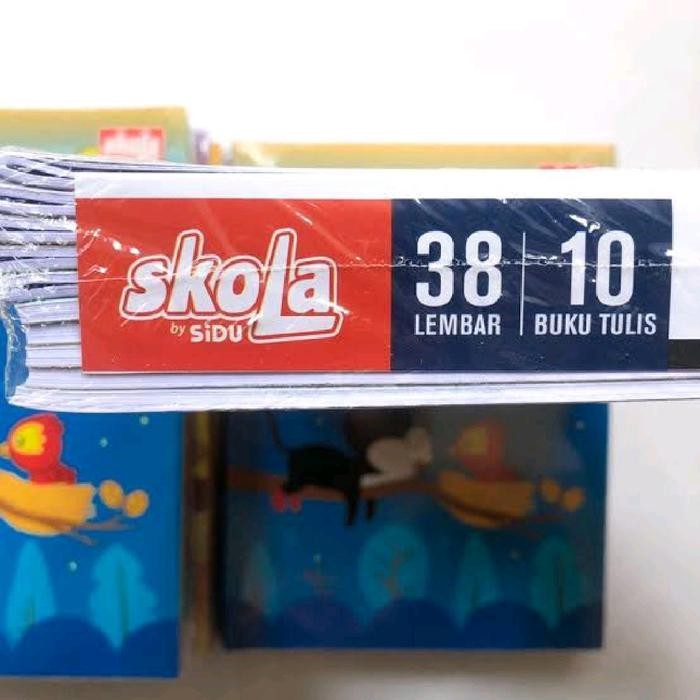 skola
by SiDU
38
LEMBAR
10
BUKU TULIS